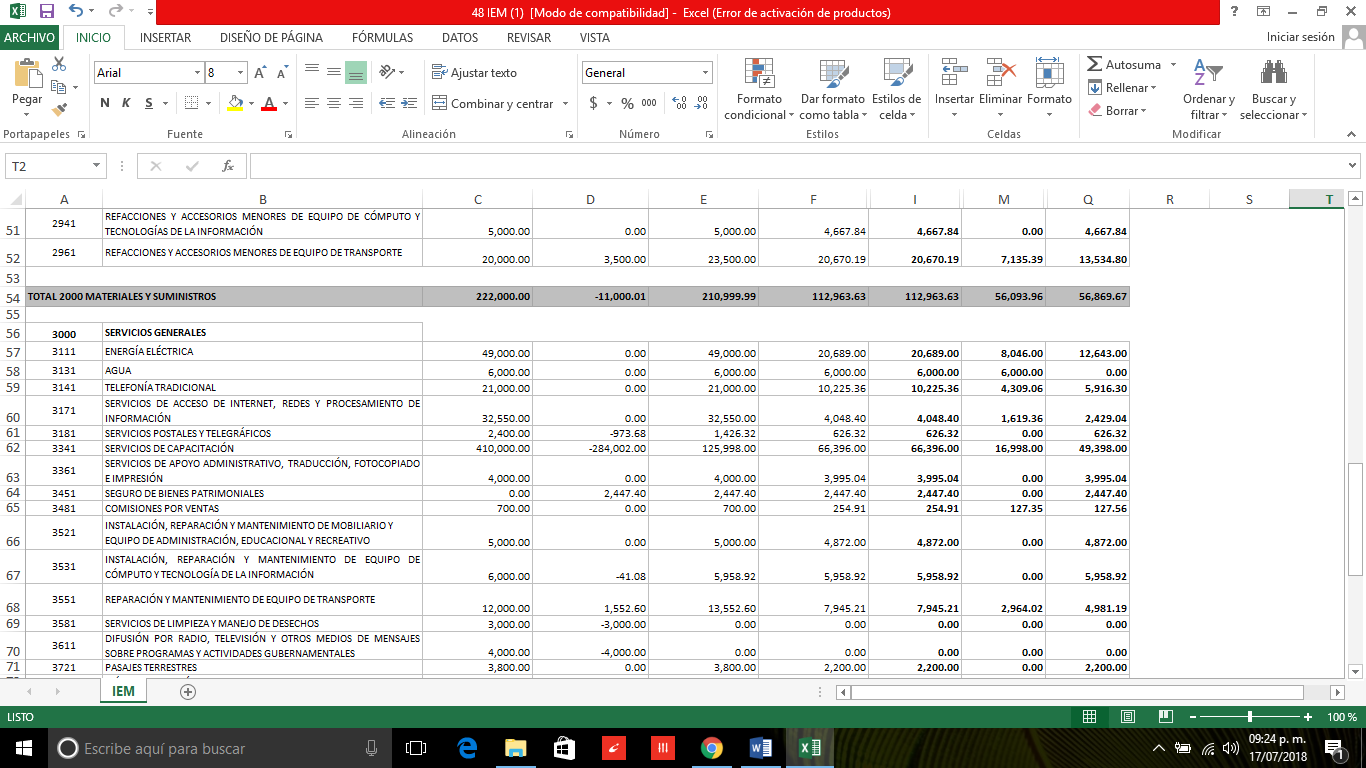 48 IEM (1) [Modo de compatibilidad] - Excel (Error de activación de productos)
ARCHIVO INICIO INSERTAR DISEÑO DE PÁGINA FÓRMULAS DATOS REVISAR VISTA Iniciar sesión
Arial 8 Ajustar texto General Autosuma
Pegar Rellenar
N K S Combinar y centrar $ % 000 Borrar
Formato condicional Dar formato como tabla Estilos de celda Insertar Eliminar Formato Ordenar y filtrar Buscar y seleccionar
Portapapeles Fuente Alineación Número Estilos Celdas Modificar
T2 fx
A B C D E F I M Q R S T
51 2941 REFACCIONES Y ACCESORIOS MENORES DE EQUIPO DE CÓMPUTO Y
TECNOLOGÍAS DE LA INFORMACIÓN 5,000.00 0.00 5,000.00 4,667.84 4,667.84 0.00 4,667.84
52 2961 REFACCIONES Y ACCESORIOS MENORES DE EQUIPO DE TRANSPORTE 20,000.00 3,500.00 23,500.00 20,670.19 20,670.19 7,135.39 13,534.80
53
54 TOTAL 2000 MATERIALES Y SUMINISTROS 222,000.00 -11,000.01 210,999.99 112,963.63 112,963.63 56,093.96 56,869.67
55
56 3000 SERVICIOS GENERALES
57 3111 ENERGÍA ELÉCTRICA 49,000.00 0.00 49,000.00 20,689.00 20,689.00 8,046.00 12,643.00
58 3131 AGUA 6,000.00 0.00 6,000.00 6,000.00 6,000.00 6,000.00 0.00
59 3141 TELEFONÍA TRADICIONAL 21,000.00 0.00 21,000.00 10,225.36 10,225.36 4,309.06 5,916.30
60 3171 SERVICIOS DE ACCESO DE INTERNET, REDES Y PROCESAMIENTO DE
INFORMACIÓN 32,550.00 0.00 32,550.00 4,048.40 4,048.40 1,619.36 2,429.04
61 3181 SERVICIOS POSTALES Y TELEGRÁFICOS 2,400.00 -973.68 1,426.32 626.32 626.32 0.00 626.32
62 3341 SERVICIOS DE CAPACITACIÓN 410,000.00 -284,002.00 125,998.00 66,396.00 66,396.00 16,998.00 49,398.00
63 3361 SERVICIOS DE APOYO ADMINISTRATIVO, TRADUCCIÓN, FOTOCOPIADO
E IMPRESIÓN 4,000.00 0.00 4,000.00 3,995.04 3,995.04 0.00 3,995.04
64 3451 SEGURO DE BIENES PATRIMONIALES 0.00 2,447.40 2,447.40 2,447.40 2,447.40 0.00 2,447.40
65 3481 COMISIONES POR VENTAS 700.00 0.00 700.00 254.91 254.91 127.35 127.56
66 3521 INSTALACIÓN, REPARACIÓN Y MANTENIMIENTO DE MOBILIARIO Y
EQUIPO DE ADMINISTRACIÓN, EDUCACIONAL Y RECREATIVO 5,000.00 0.00 5,000.00 4,872.00 4,872.00 0.00 4,872.00
67 3531 INSTALACIÓN, REPARACIÓN Y MANTENIMIENTO DE EQUIPO DE
CÓMPUTO Y TECNOLOGÍA DE LA INFORMACIÓN 6,000.00 -41.08 5,958.92 5,958.92 5,958.92 0.00 5,958.92
68 3551 REPARACIÓN Y MANTENIMIENTO DE EQUIPO DE TRANSPORTE 12,000.00 1,552.60 13,552.60 7,945.21 7,945.21 2,964.02 4,981.19
69 3581 SERVICIOS DE LIMPIEZA Y MANEJO DE DESECHOS 3,000.00 -3,000.00 0.00 0.00 0.00 0.00 0.00
70 3611 DIFUSIÓN POR RADIO, TELEVISIÓN Y OTROS MEDIOS DE MENSAJES
SOBRE PROGRAMAS Y ACTIVIDADES GUBERNAMENTALES 4,000.00 -4,000.00 0.00 0.00 0.00 0.00 0.00
71 3721 PASAJES TERRESTRES 3,800.00 0.00 3,800.00 2,200.00 2,200.00 0.00 2,200.00
IEM
LISTO 100 %
Escribe aquí para buscar
09:24 p. m.
17/07/2018